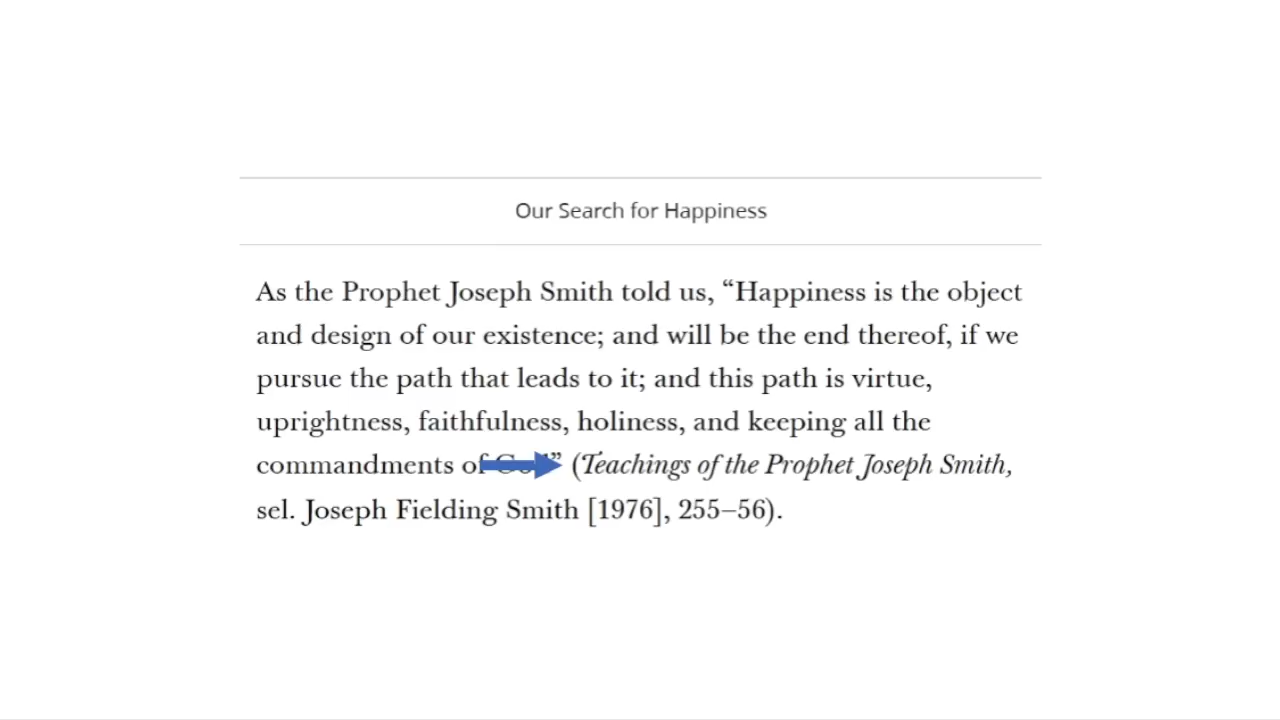 Our Search for Happiness
As the Prophet Joseph Smith told us, “Happiness is the object
and design of our existence; and will be the end thereof, if we
pursue the path that leads to it; and this path is virtue,
uprightness, faithfulness, holiness, and keeping all the
commandments of God” (Teachings of the Prophet Joseph Smith,
sel. Joseph Fielding Smith [1976], 255–56).